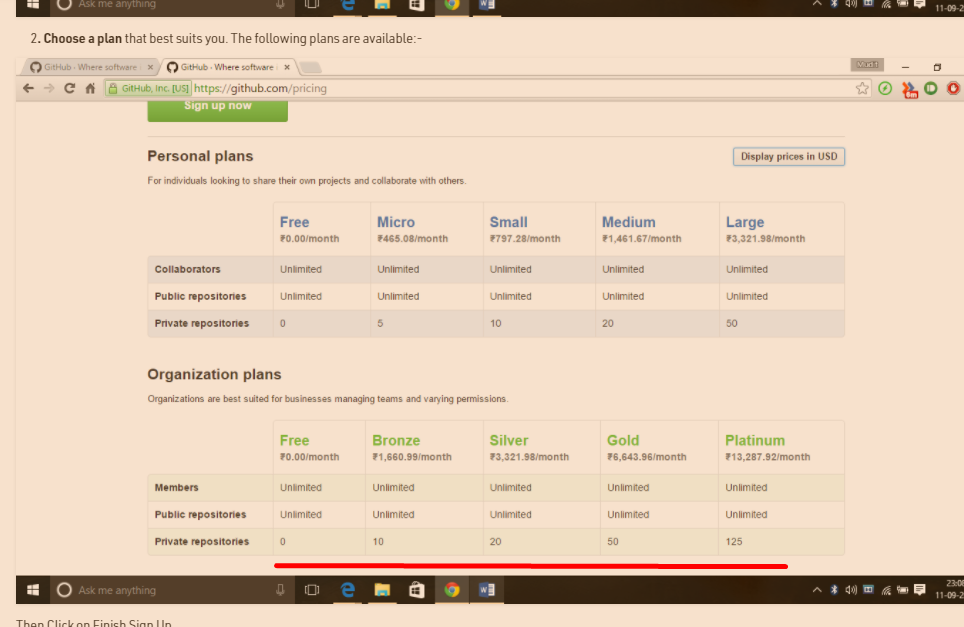 Ask me anything
11-09-2
2. Choose a plan that best suits you. The following plans are available:-
GitHub · Where software
GitHub · Where software
GitHub, Inc. [US] https://github.com/pricing
Sign up now
Personal plans
Display prices in USD
For individuals looking to share their own projects and collaborate with others.
Free Micro Small Medium Large
₹0.00/month ₹465.08/month ₹797.28/month ₹1,461.67/month ₹3,321.98/month
Collaborators Unlimited Unlimited Unlimited Unlimited Unlimited
Public repositories Unlimited Unlimited Unlimited Unlimited Unlimited
Private repositories 0 5 10 20 50
Organization plans
Organizations are best suited for businesses managing teams and varying permissions.
Free Bronze Silver Gold Platinum
₹0.00/month ₹1,660.99/month ₹3,321.98/month ₹6,643.96/month ₹13,287.92/month
Members Unlimited Unlimited Unlimited Unlimited Unlimited
Public repositories Unlimited Unlimited Unlimited Unlimited Unlimited
Private repositories 0 10 20 50 125
Ask me anything
23:08
11-09-2
Then Click on Finish Sign Up